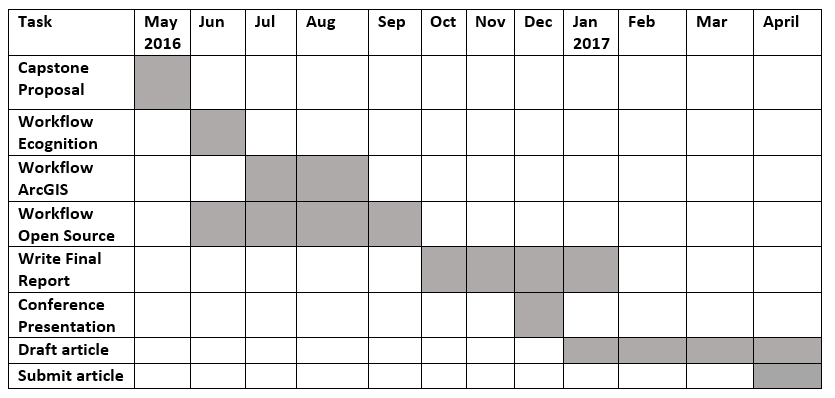 Task May Jun Jul Aug Sep Oct Nov Dec Jan Feb Mar April
2016 2017
Capstone
Proposal
Workflow
Ecognition
Workflow
ArcGIS
Workflow
Open Source
Write Final
Report
Conference
Presentation
Draft article
Submit article